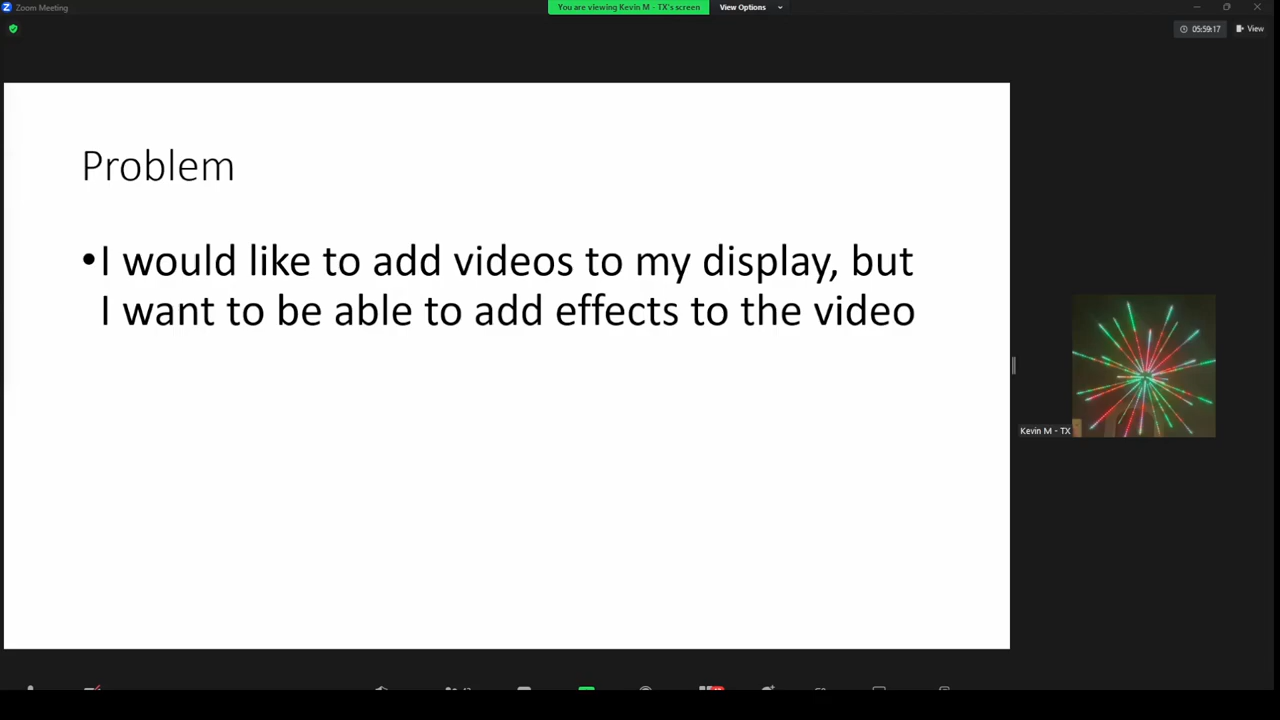 Zoom Meeting
You are viewing Kevin M - TX's screen
View Options
05:59:17
View
Problem
•I would like to add videos to my display, but
I want to be able to add effects to the video
Kevin M - TX